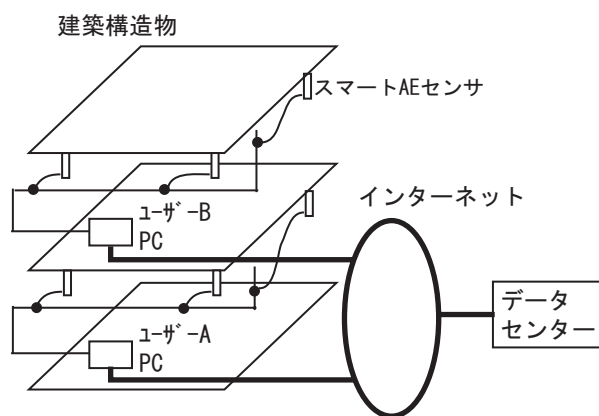 建築構造物
スマートAEセンサ
インターネット
ﾕｰｻﾞｰB
PC
データ
センター
ﾕｰｻﾞｰA
PC